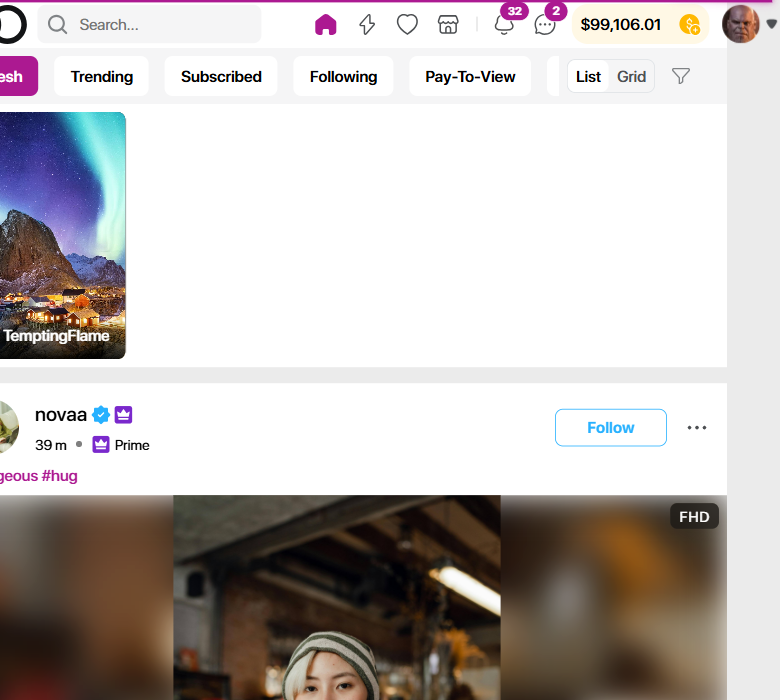 Search...
32
2
$99,106.01
esh
Trending
Subscribed
Following
Pay-To-View
List
Grid
TemptingFlame
novaa
Follow
39 m
Prime
geous #hug
FHD